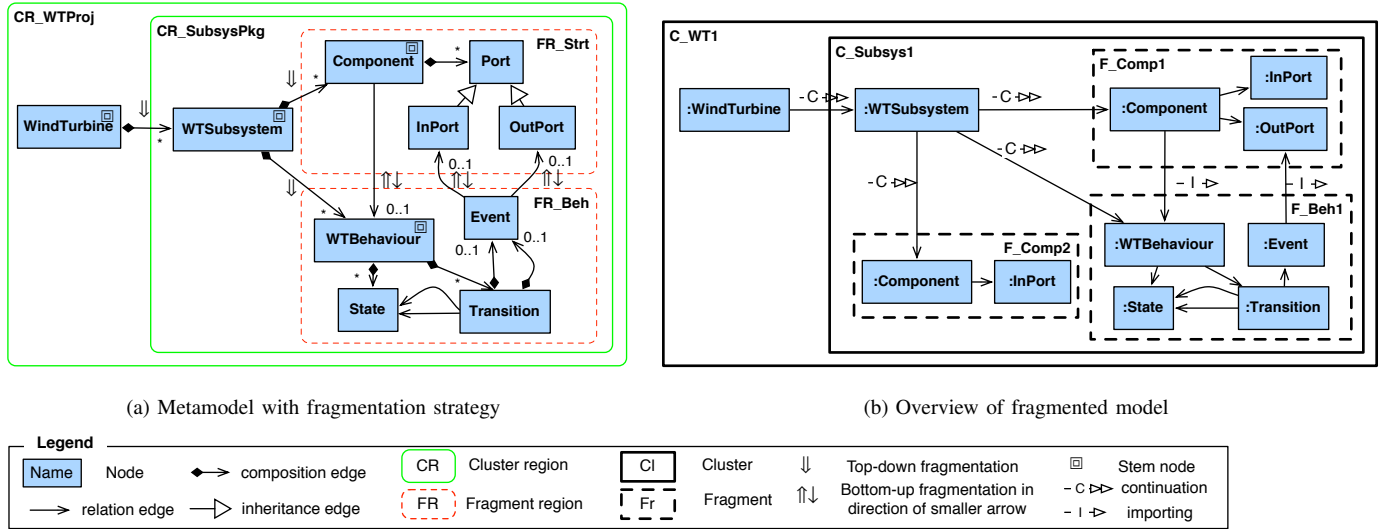 CR_WTProj
CR_SubsysPkg
FR_Strt
Component
*
Port
⇓
*
⇓
WindTurbine
*
WTSubsystem
InPort
OutPort
0..1
0..1
⇑↓
⇑↓
⇑↓
⇓
*
0..1
FR_Beh
Event
WTBehaviour
0..1
0..1
*
*
State
Transition
(a) Metamodel with fragmentation strategy
C_WT1
C_Subsys1
F_Comp1
:InPort
:WindTurbine
- C
:WTSubsystem
- C
:Component
:OutPort
- C
- C
- I
- I
F_Beh1
F_Comp2
:WTBehaviour
:Event
:Component
:InPort
:State
:Transition
(b) Overview of fragmented model
Legend
Name
Node
composition edge
CR
Cluster region
Cl
Cluster
⇓
Top-down fragmentation
Stem node
relation edge
inheritance edge
FR
Fragment region
Fr
Fragment
⇑↓
Bottom-up fragmentation in
direction of smaller arrow
- C
continuation
- I
importing